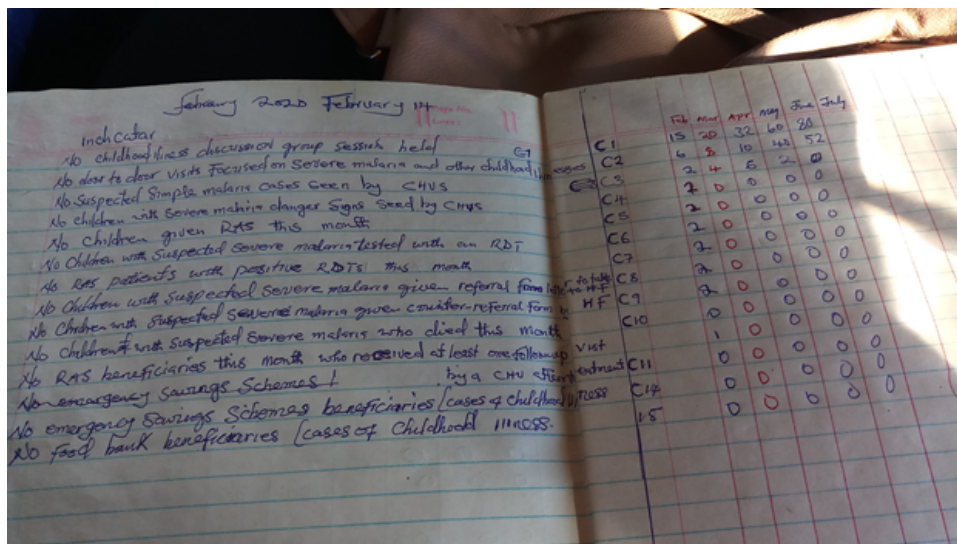 February 2020 February 14
Indicator
No childhood illness discussion group session held C1
No door to door visits Focused on Severe malaria and other childhood illnesses
No Suspected Simple malaria cases seen by CHVS
No children with Severe malaria danger Signs Seed by CHVS
No Children given RAS this month
No Children with Suspected Severe malaria tested with an RDT
No RAS patients with positive RDTs this month
No Children with Suspected Severe malaria given referral form to take to HF
No Children with Suspected Severe malaria given counter-referral form by HF
No children with Suspected Severe malaria who died this month
No RAS beneficiaries this month who received at least one followup visit
by a CHV after treatment
No emergency Savings Schemes
No emergency Savings Schemes beneficiaries [cases of childhood illness
No food bank beneficiaries [cases of Childhood illness.
Feb Mar Apr May June July
C1 15 20 32 60 80
C2 6 8 10 48 52
C3 2 4 6 2 0
C4 2 0 0 0 0
C5 2 0 0 0 0
C6 2 0 0 0 0
C7 2 0 0 0 0
C8 2 0 0 0 0
C9 0 0 0 0 0
C10 1 0 0 0 0
C11 0 0 0 0 0
C14 0 0 0 0 0
15 0 0 0 0 0